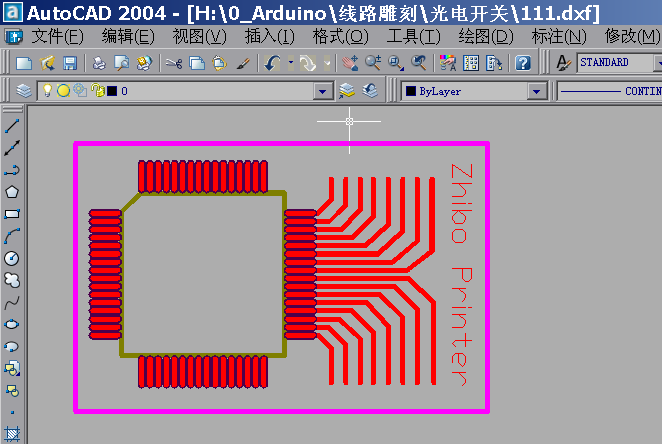 AutoCAD 2004 - [H:\0_Arduino\线路雕刻\光电开关\111.dxf]
文件(F) 编辑(E) 视图(V) 插入(I) 格式(O) 工具(T) 绘图(D) 标注(N) 修改(M)
STANDARD
0 ByLayer CONTIN
Zhibo Printer